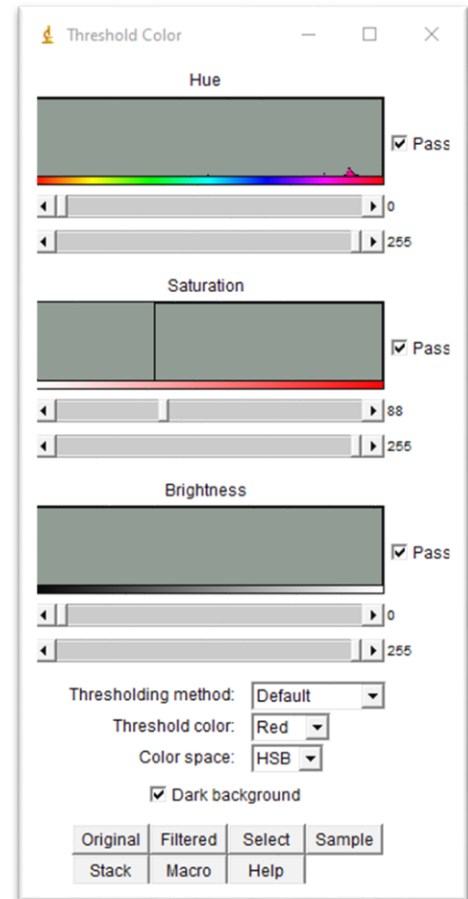 Threshold Color
Hue
Pass
0
255
Saturation
Pass
88
255
Brightness
Pass
0
255
Thresholding method: Default
Threshold color: Red
Color space: HSB
Dark background
Original Filtered Select Sample
Stack Macro Help